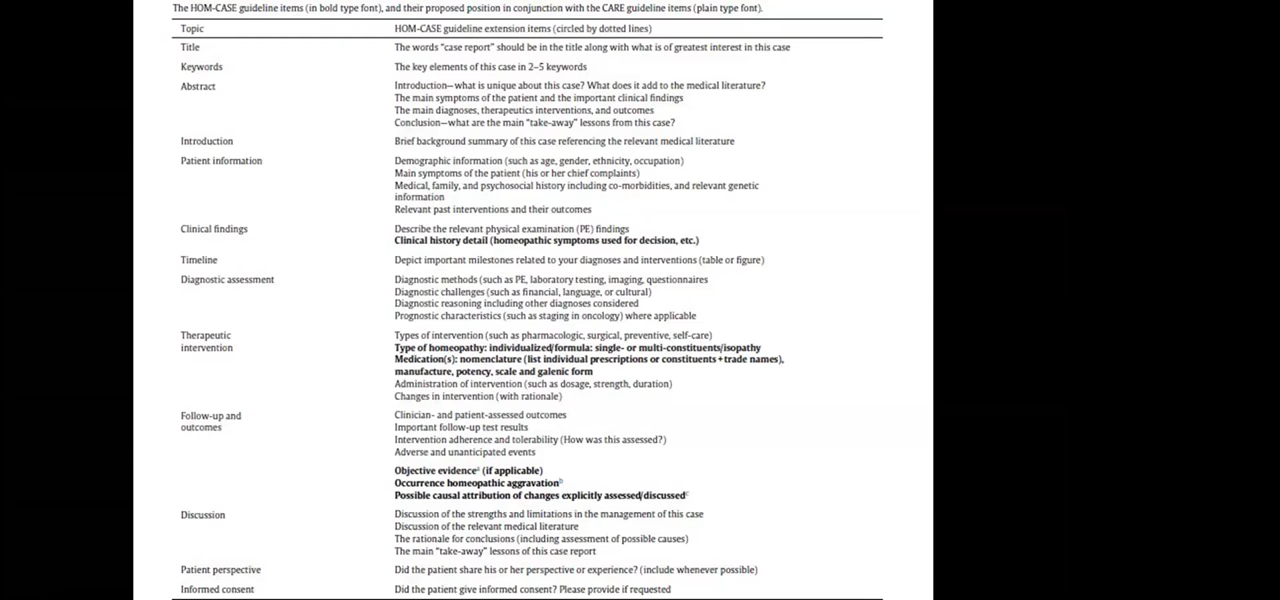 The HOM-CASE guideline items (in bold type font), and their proposed position in conjunction with the CARE guideline items (plain type font).
Topic HOM-CASE guideline extension items (circled by dotted lines)
Title The words “case report” should be in the title along with what is of greatest interest in this case
Keywords The key elements of this case in 2–5 keywords
Abstract Introduction—what is unique about this case? What does it add to the medical literature?
The main symptoms of the patient and the important clinical findings
The main diagnoses, therapeutics interventions, and outcomes
Conclusion—what are the main “take-away” lessons from this case?
Introduction Brief background summary of this case referencing the relevant medical literature
Patient information Demographic information (such as age, gender, ethnicity, occupation)
Main symptoms of the patient (his or her chief complaints)
Medical, family, and psychosocial history including co-morbidities, and relevant genetic
information
Relevant past interventions and their outcomes
Clinical findings Describe the relevant physical examination (PE) findings
Clinical history detail (homeopathic symptoms used for decision, etc.)
Timeline Depict important milestones related to your diagnoses and interventions (table or figure)
Diagnostic assessment Diagnostic methods (such as PE, laboratory testing, imaging, questionnaires
Diagnostic challenges (such as financial, language, or cultural)
Diagnostic reasoning including other diagnoses considered
Prognostic characteristics (such as staging in oncology) where applicable
Therapeutic Types of intervention (such as pharmacologic, surgical, preventive, self-care)
intervention Type of homeopathy: individualized/formula: single- or multi-constituents/isopathy
Medication(s): nomenclature (list individual prescriptions or constituents + trade names),
manufacture, potency, scale and galenic form
Administration of intervention (such as dosage, strength, duration)
Changes in intervention (with rationale)
Follow-up and Clinician- and patient-assessed outcomes
outcomes Important follow-up test results
Intervention adherence and tolerability (How was this assessed?)
Adverse and unanticipated events
Objective evidenceª (if applicable)
Occurrence homeopathic aggravationᵇ
Possible causal attribution of changes explicitly assessed/discussedᶜ
Discussion Discussion of the strengths and limitations in the management of this case
Discussion of the relevant medical literature
The rationale for conclusions (including assessment of possible causes)
The main “take-away” lessons of this case report
Patient perspective Did the patient share his or her perspective or experience? (include whenever possible)
Informed consent Did the patient give informed consent? Please provide if requested